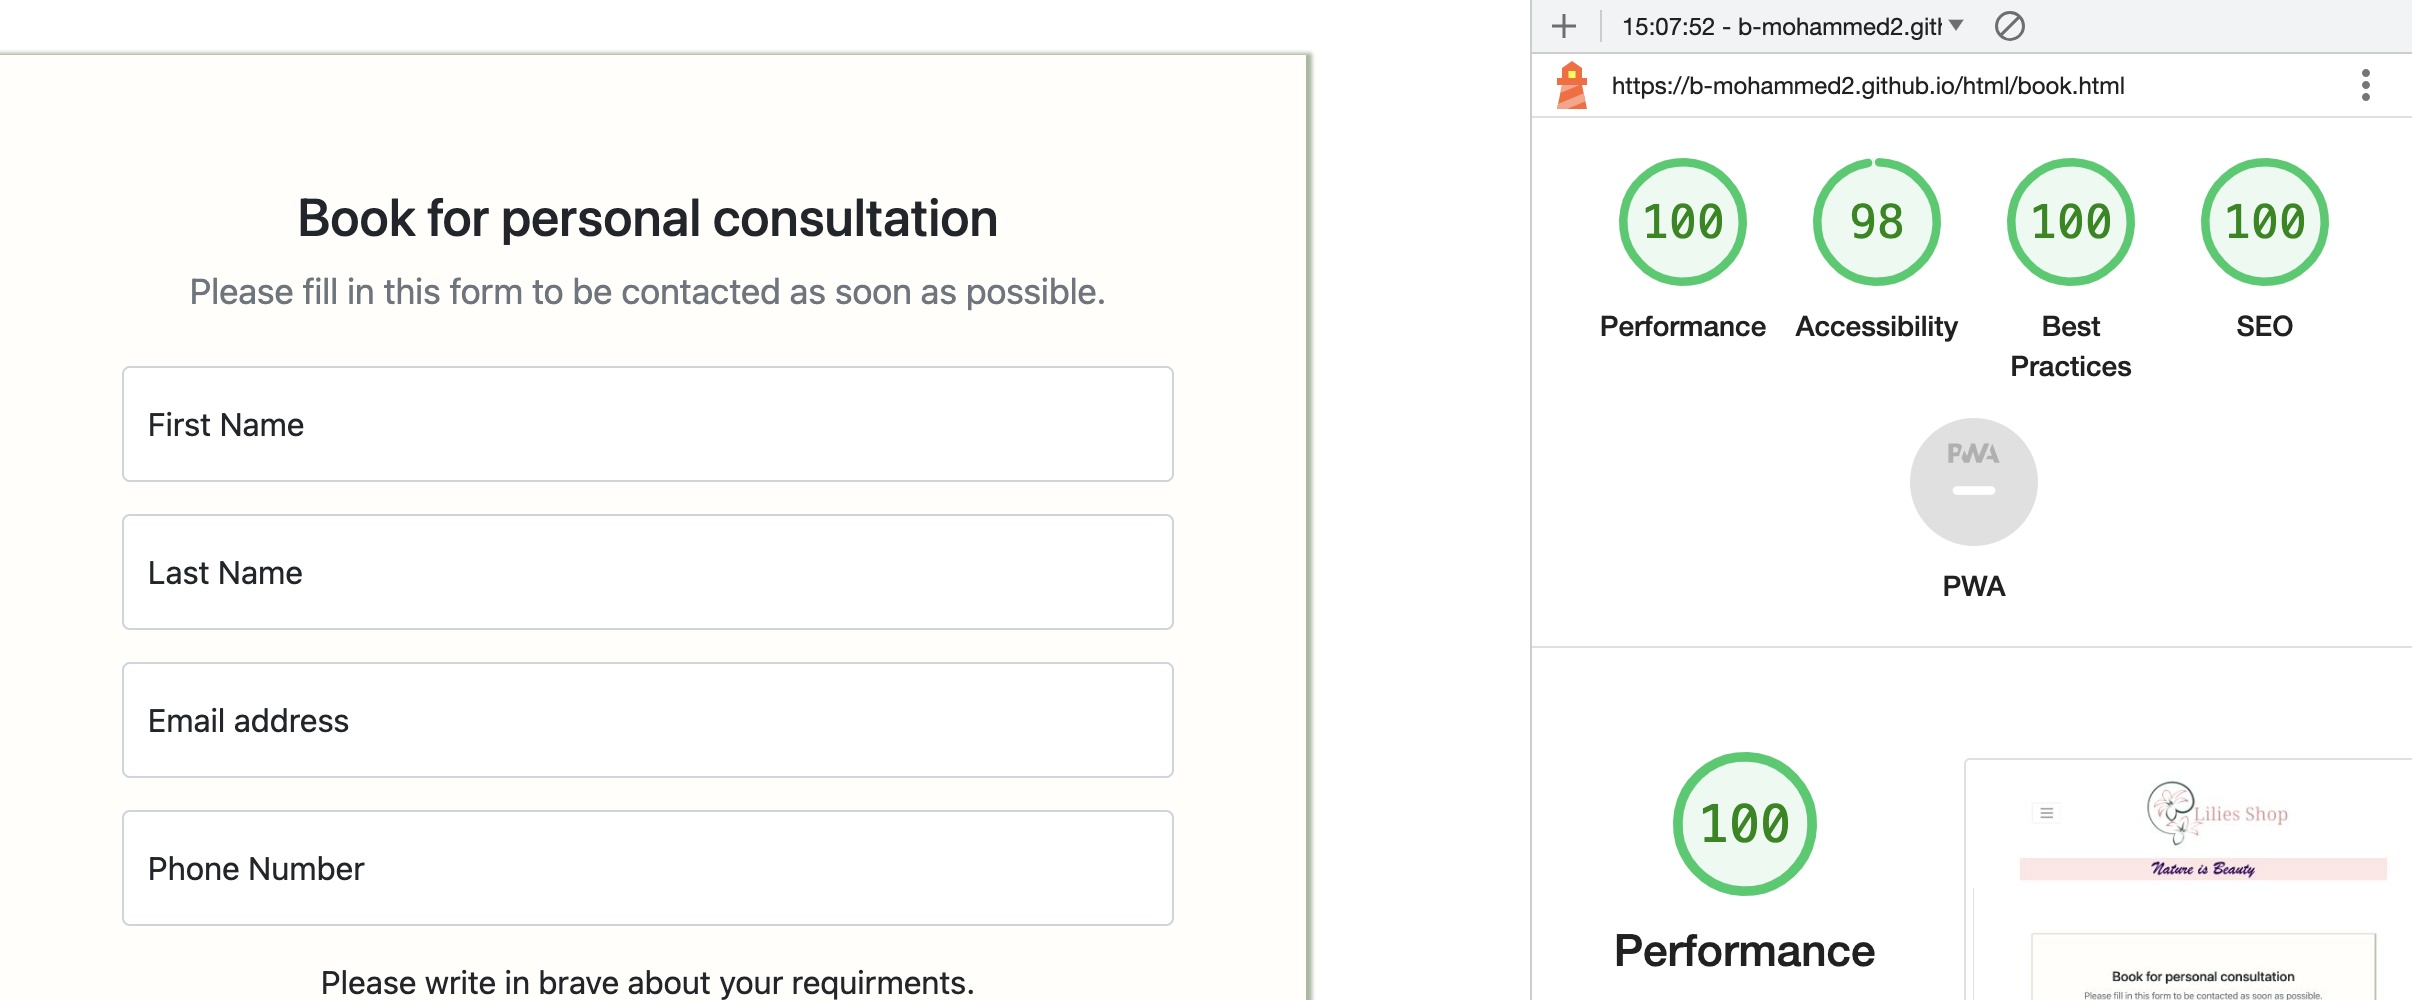 Book for personal consultation
Please fill in this form to be contacted as soon as possible.
First Name
Last Name
Email address
Phone Number
Please write in brave about your requirments.
15:07:52 - b-mohammed2.gith
https://b-mohammed2.github.io/html/book.html
100
98
100
100
Performance
Accessibility
Best
Practices
SEO
PWA
PWA
100
Performance
Lilies Shop
Nature is Beauty
Book for personal consultation
Please fill in this form to be contacted as soon as possible.